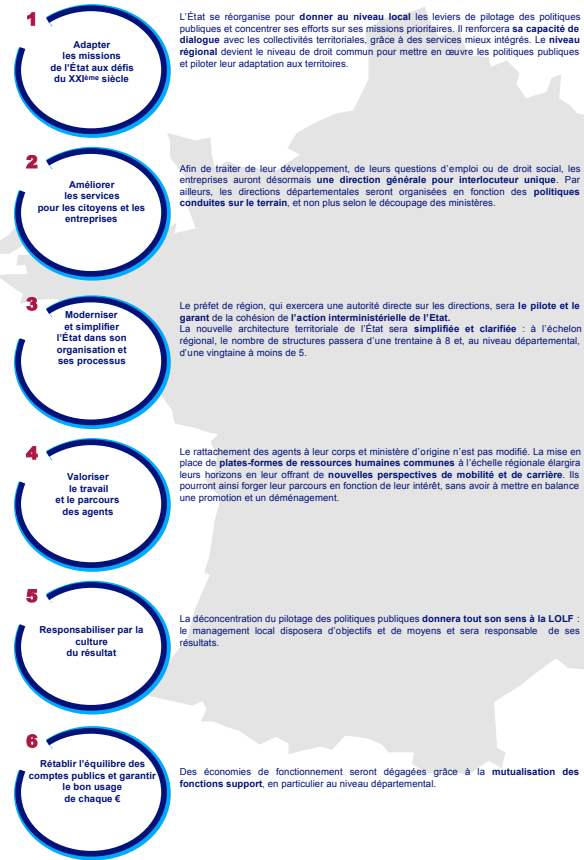 1
Adapter
les missions
de l'État aux défis
du XXIème siècle
L'État se réorganise pour donner au niveau local les leviers de pilotage des politiques
publiques et concentrer ses efforts sur ses missions prioritaires. Il renforcera sa capacité de
dialogue avec les collectivités territoriales, grâce à des services mieux intégrés. Le niveau
régional devient le niveau de droit commun pour mettre en œuvre les politiques publiques
et piloter leur adaptation aux territoires.
2
Améliorer
les services
pour les citoyens et les
entreprises
Afin de traiter de leur développement, de leurs questions d'emploi ou de droit social, les
entreprises auront désormais une direction générale pour interlocuteur unique. Par
ailleurs, les directions départementales seront organisées en fonction des politiques
conduites sur le terrain, et non plus selon le découpage des ministères.
3
Moderniser
et simplifier
l'État dans son
organisation et
ses processus
Le préfet de région, qui exercera une autorité directe sur les directions, sera le pilote et le
garant de la cohésion de l'action interministérielle de l'Etat.
La nouvelle architecture territoriale de l'État sera simplifiée et clarifiée : à l'échelon
régional, le nombre de structures passera d'une trentaine à 8 et, au niveau départemental,
d'une vingtaine à moins de 5.
4
Valoriser
le travail
et le parcours
des agents
Le rattachement des agents à leur corps et ministère d'origine n'est pas modifié. La mise en
place de plates-formes de ressources humaines communes à l'échelle régionale élargira
leurs horizons en leur offrant de nouvelles perspectives de mobilité et de carrière. Ils
pourront ainsi forger leur parcours en fonction de leur intérêt, sans avoir à mettre en balance
une promotion et un déménagement.
5
Responsabiliser par la
culture
du résultat
La déconcentration du pilotage des politiques publiques donnera tout son sens à la LOLF :
le management local disposera d'objectifs et de moyens et sera responsable de ses
résultats.
6
Rétablir l'équilibre des
comptes publics et garantir
le bon usage
de chaque €
Des économies de fonctionnement seront dégagées grâce à la mutualisation des
fonctions support, en particulier au niveau départemental.